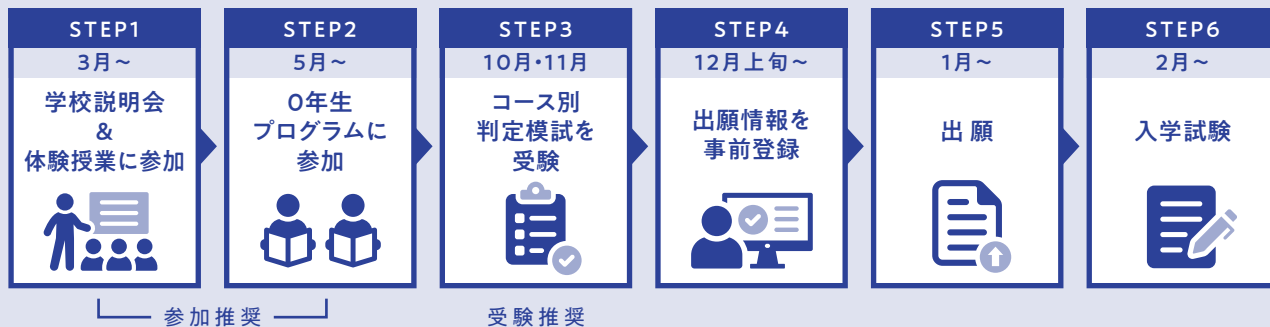 STEP1
3月～
学校説明会
&
体験授業に参加
STEP2
5月～
0年生
プログラムに
参加
STEP3
10月・11月
コース別
判定模試を
受験
STEP4
12月上旬～
出願情報を
事前登録
STEP5
1月～
出願
STEP6
2月～
入学試験
参加推奨
受験推奨